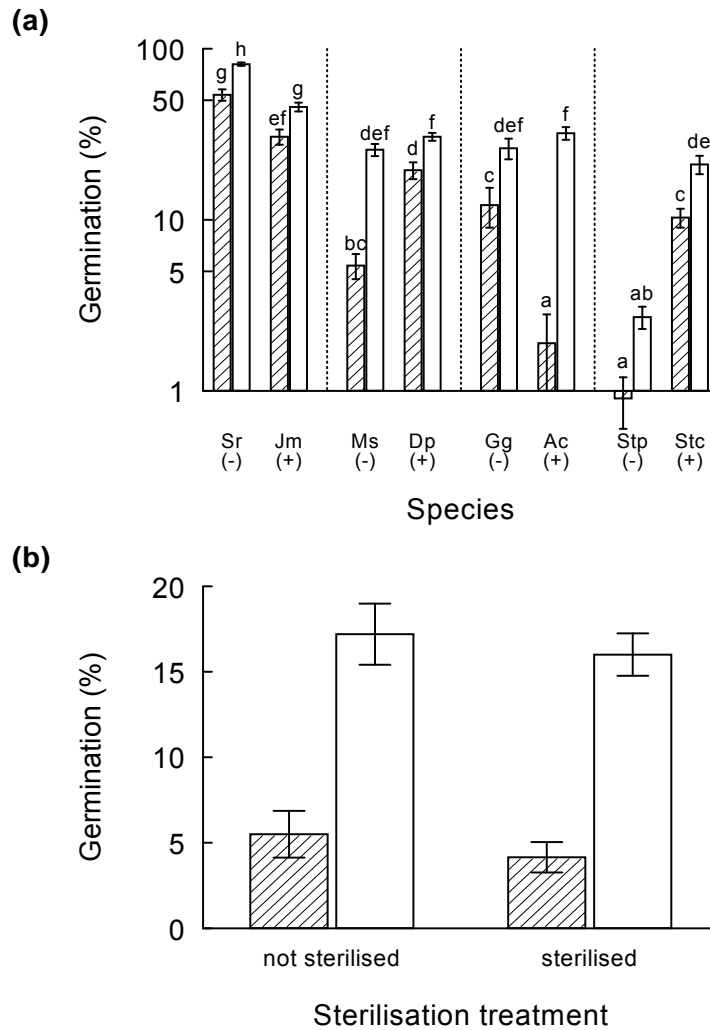 (a)
Germination (%)
100
50
10
5
1
g
h
ef
g
bc
def
d
f
c
def
a
f
a
ab
c
de
Sr Jm Ms Dp Gg Ac Stp Stc
(-) (+) (-) (+) (-) (+) (-) (+)
Species
(b)
Germination (%)
20
15
10
5
0
not sterilised sterilised
Sterilisation treatment